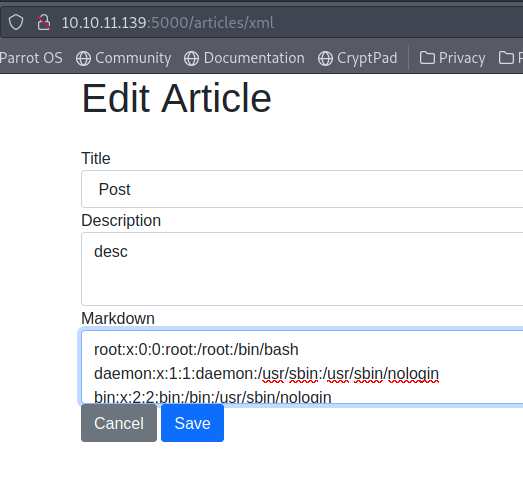 10.10.11.139:5000/articles/xml
Parrot OS Community Documentation CryptPad Privacy
Edit Article
Title
Post
Description
desc
Markdown
root:x:0:0:root:/root:/bin/bash
daemon:x:1:1:daemon:/usr/sbin:/usr/sbin/nologin
bin:x:2:2:bin:/bin:/usr/sbin/nologin
Cancel Save